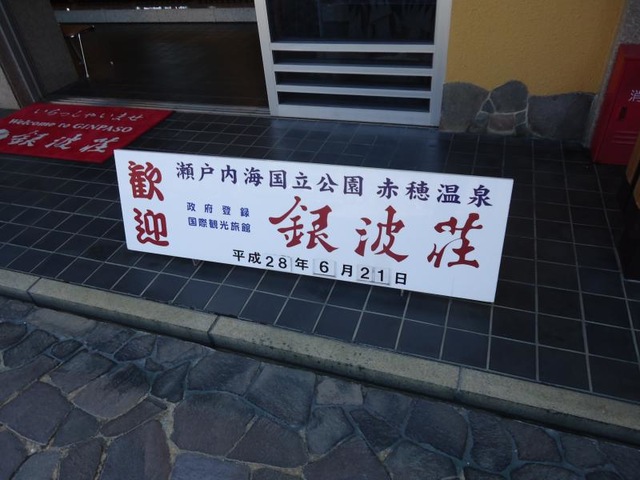 いらっしゃいませ
Welcome to GINPASO
銀波荘
歓迎
瀬戸内海国立公園 赤穂温泉
政府登録
国際観光旅館
銀波荘
平成28年6月21日
消